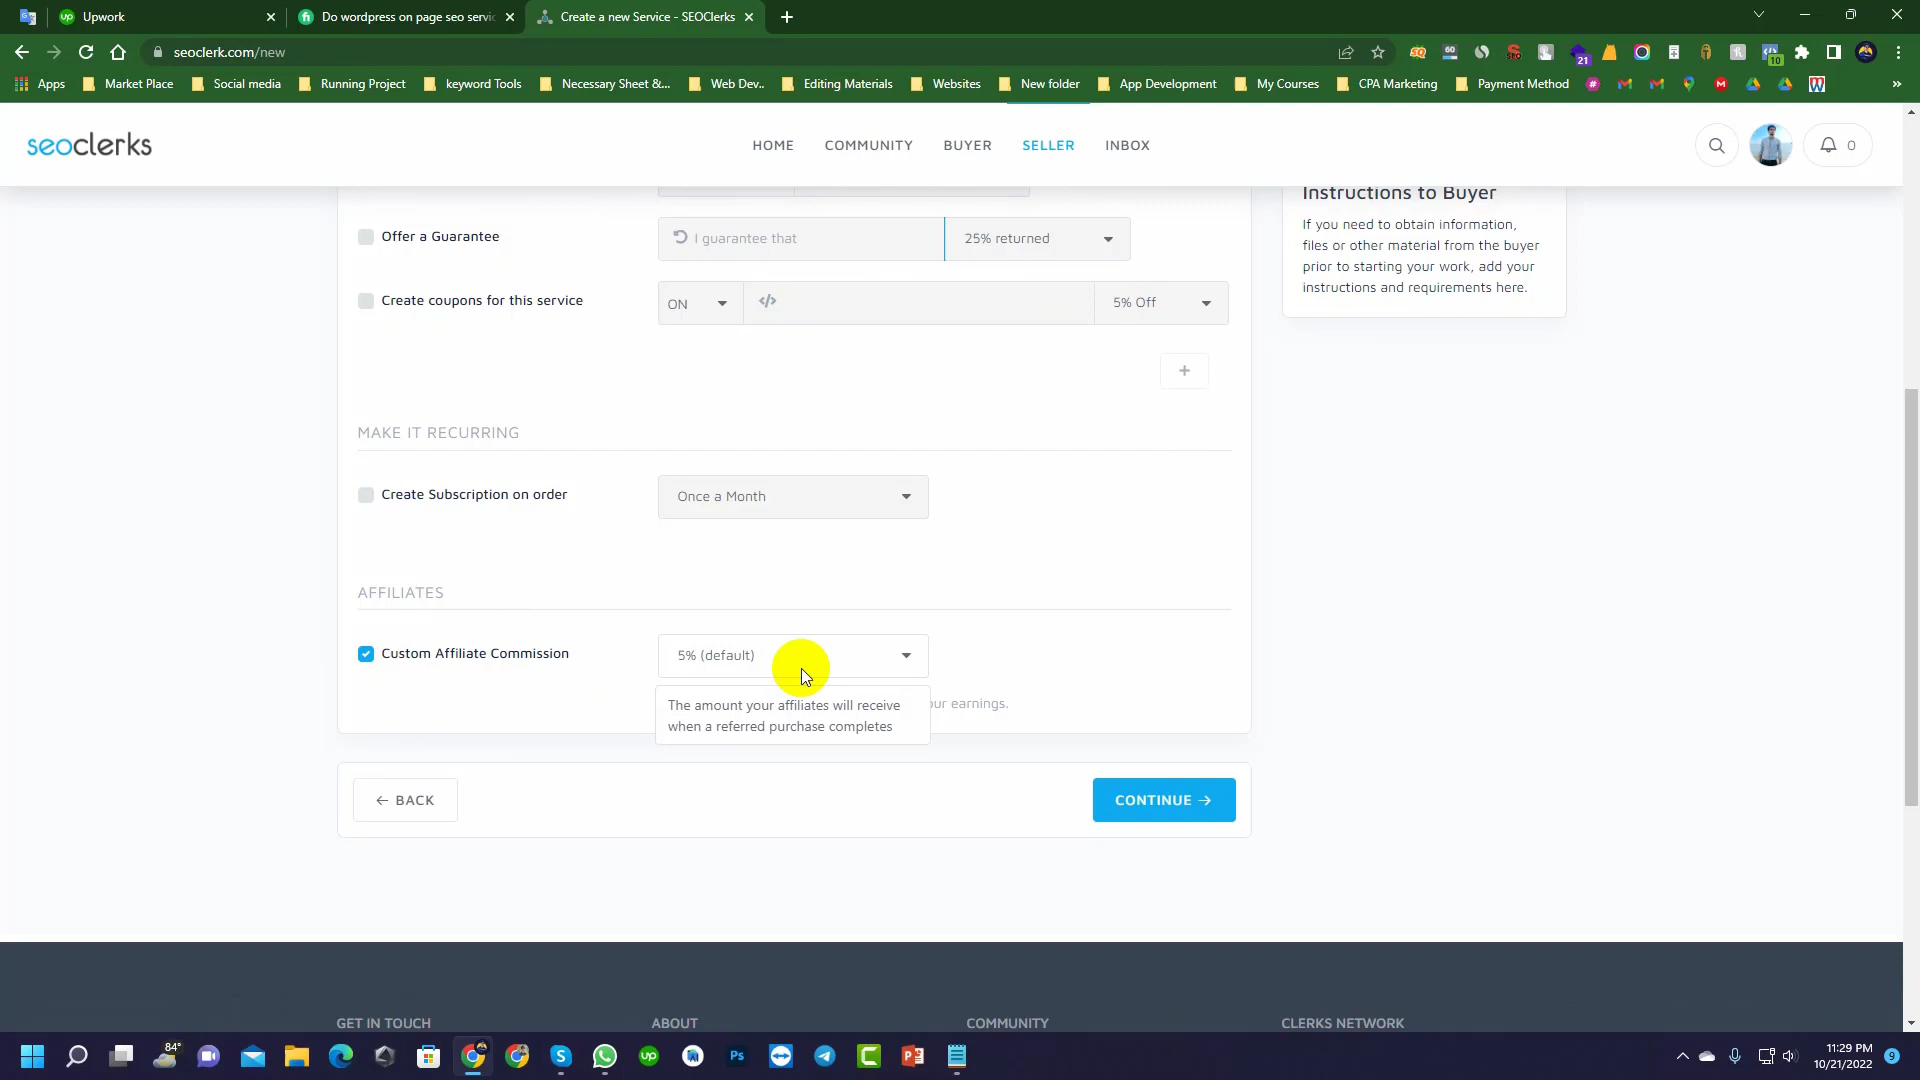 Upwork
Do wordpress on page seo servic
Create a new Service - SEOClerks
seoclerk.com/new
60
21
10
Apps
Market Place
Social media
Running Project
keyword Tools
Necessary Sheet &...
Web Dev..
Editing Materials
Websites
New folder
App Development
My Courses
CPA Marketing
Payment Method
seoclerks
HOME
COMMUNITY
BUYER
SELLER
INBOX
0
Instructions to Buyer
If you need to obtain information,
files or other material from the buyer
prior to starting your work, add your
instructions and requirements here.
Offer a Guarantee
I guarantee that
25% returned
Create coupons for this service
ON
</>
5% Off
+
MAKE IT RECURRING
Create Subscription on order
Once a Month
AFFILIATES
Custom Affiliate Commission
5% (default)
The amount your affiliates will receive
when a referred purchase completes
ur earnings.
← BACK
CONTINUE →
GET IN TOUCH
ABOUT
COMMUNITY
CLERKS NETWORK
84°
11:29 PM
10/21/2022
9